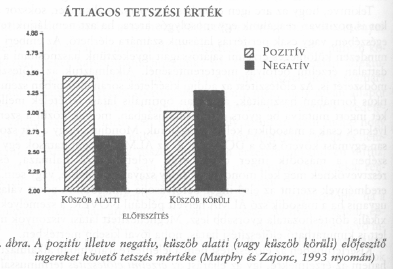 ÁTLAGOS TETSZÉSI ÉRTÉK
4.00
3.75
3.50
3.25
3.00
2.75
2.50
2.25
2.00
POZITÍV
NEGATÍV
KÜSZÖB ALATTI KÜSZÖB KÖRÜLI
ELŐFESZÍTÉS
. ábra. A pozitív illetve negatív, küszöb alatti (vagy küszöb körüli) előfeszítő
ingereket követő tetszés mértéke (Murphy és Zajonc, 1993 nyomán)